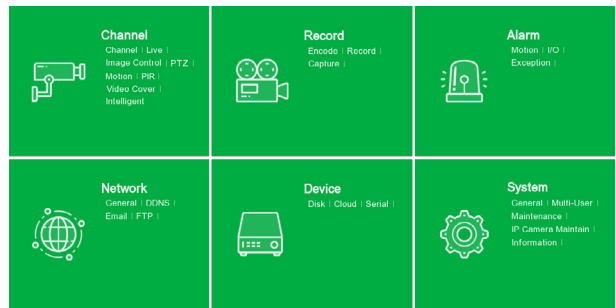 Channel
Channel | Live |
Image Control | PTZ |
Motion | PIR |
Video Cover |
Intelligent
Record
Encode | Record |
Capture |
Alarm
Motion | I/O |
Exception |
Network
General | DDNS |
Email | FTP |
Device
Disk | Cloud | Serial |
System
General | Multi-User |
Maintenance |
IP Camera Maintain |
Information |